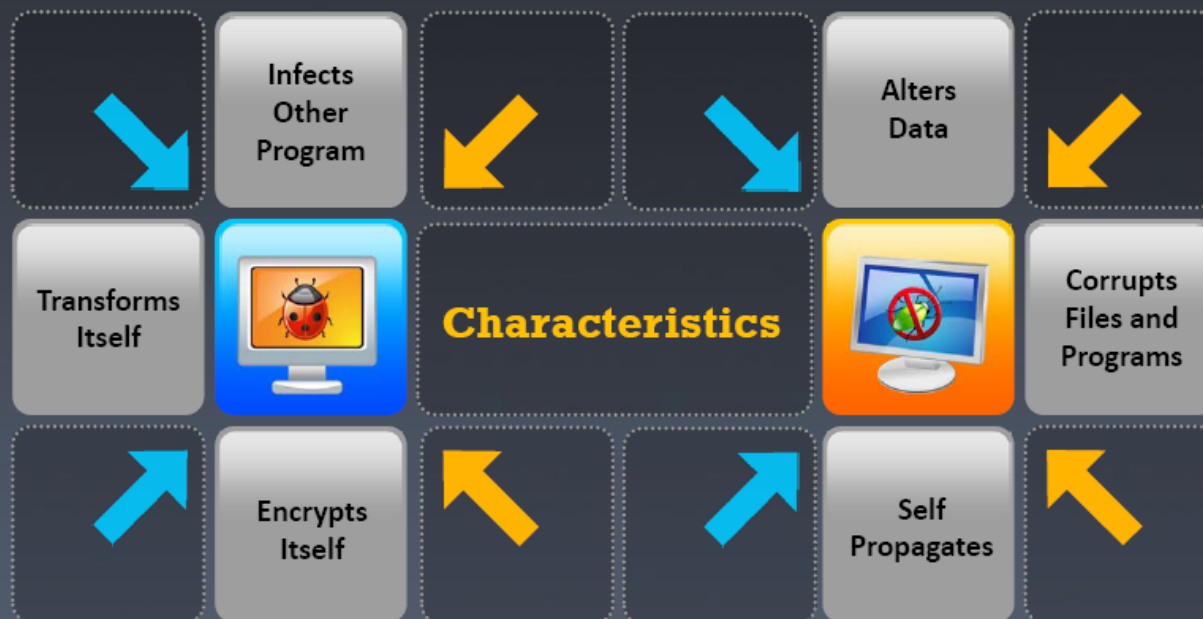 Infects
Other
Program
Alters
Data
Transforms
Itself
Characteristics
Corrupts
Files and
Programs
Encrypts
Itself
Self
Propagates